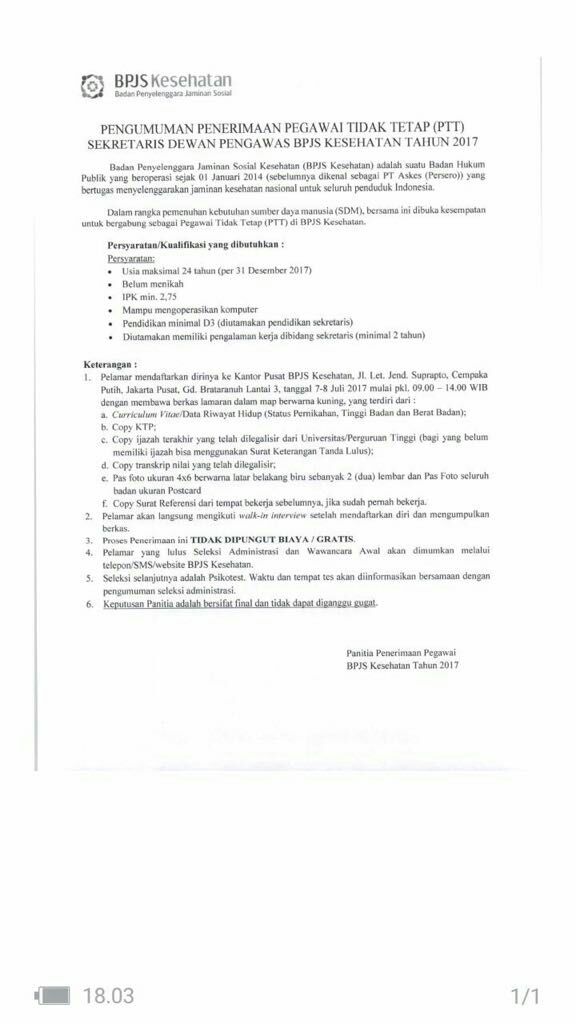 BPJS Kesehatan
Badan Penyelenggara Jaminan Sosial
PENGUMUMAN PENERIMAAN PEGAWAI TIDAK TETAP (PTT)
SEKRETARIS DEWAN PENGAWAS BPJS KESEHATAN TAHUN 2017
Badan Penyelenggara Jaminan Sosial Kesehatan (BPJS Kesehatan) adalah suatu Badan Hukum
Publik yang beroperasi sejak 01 Januari 2014 (sebelumnya dikenal sebagai PT Askes (Persero)) yang
bertugas menyelenggarakan jaminan kesehatan nasional untuk seluruh penduduk Indonesia.
Dalam rangka pemenuhan kebutuhan sumber daya manusia (SDM), bersama ini dibuka kesempatan
untuk bergabung sebagai Pegawai Tidak Tetap (PTT) di BPJS Kesehatan.
Persyaratan/Kualifikasi yang dibutuhkan :
Persyaratan:
• Usia maksimal 24 tahun (per 31 Desember 2017)
• Belum menikah
• IPK min. 2,75
• Mampu mengoperasikan komputer
• Pendidikan minimal D3 (diutamakan pendidikan sekretaris)
• Diutamakan memiliki pengalaman kerja dibidang sekretaris (minimal 2 tahun)
Keterangan :
1. Pelamar mendaftarkan dirinya ke Kantor Pusat BPJS Kesehatan, Jl. Let. Jend. Suprapto, Cempaka
Putih, Jakarta Pusat, Gd. Brataranuh Lantai 3, tanggal 7-8 Juli 2017 mulai pkl. 09.00 – 14.00 WIB
dengan membawa berkas lamaran dalam map berwarna kuning, yang terdiri dari :
a. Curriculum Vitae/Data Riwayat Hidup (Status Pernikahan, Tinggi Badan dan Berat Badan);
b. Copy KTP;
c. Copy ijazah terakhir yang telah dilegalisir dari Universitas/Perguruan Tinggi (bagi yang belum
memiliki ijazah bisa menggunakan Surat Keterangan Tanda Lulus);
d. Copy transkrip nilai yang telah dilegalisir;
e. Pas foto ukuran 4x6 berwarna latar belakang biru sebanyak 2 (dua) lembar dan Pas Foto seluruh
badan ukuran Postcard
f. Copy Surat Referensi dari tempat bekerja sebelumnya, jika sudah pernah bekerja.
2. Pelamar akan langsung mengikuti walk-in interview setelah mendaftarkan diri dan mengumpulkan
berkas.
3. Proses Penerimaan ini TIDAK DIPUNGUT BIAYA / GRATIS.
4. Pelamar yang lulus Seleksi Administrasi dan Wawancara Awal akan dimumkan melalui
telepon/SMS/website BPJS Kesehatan.
5. Seleksi selanjutnya adalah Psikotest. Waktu dan tempat tes akan diinformasikan bersamaan dengan
pengumuman seleksi administrasi.
6. Keputusan Panitia adalah bersifat final dan tidak dapat diganggu gugat.
Panitia Penerimaan Pegawai
BPJS Kesehatan Tahun 2017
18.03
1/1